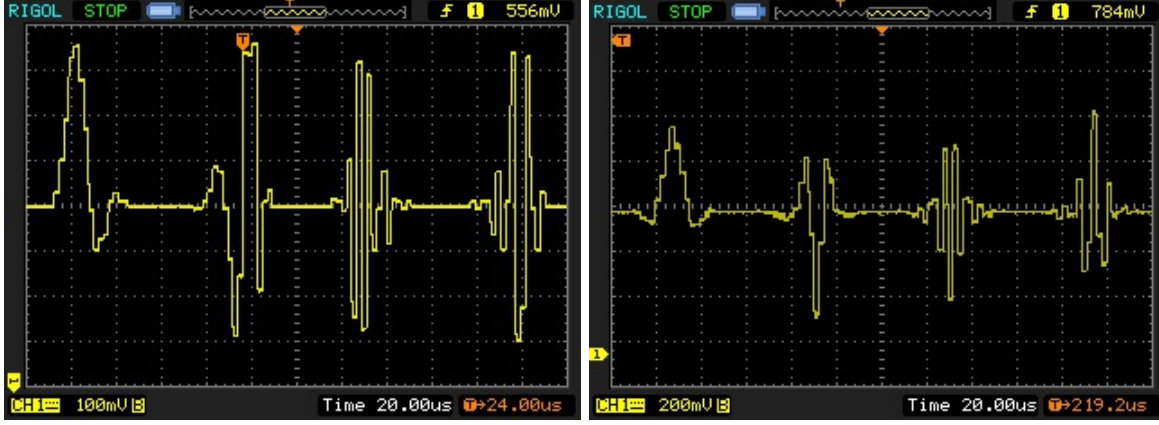 RIGOL STOP T f 1 556mV
T
CH1 100mV B Time 20.00us T→24.00us
RIGOL STOP T f 1 784mV
T
1
CH1 200mV B Time 20.00us T→219.2us